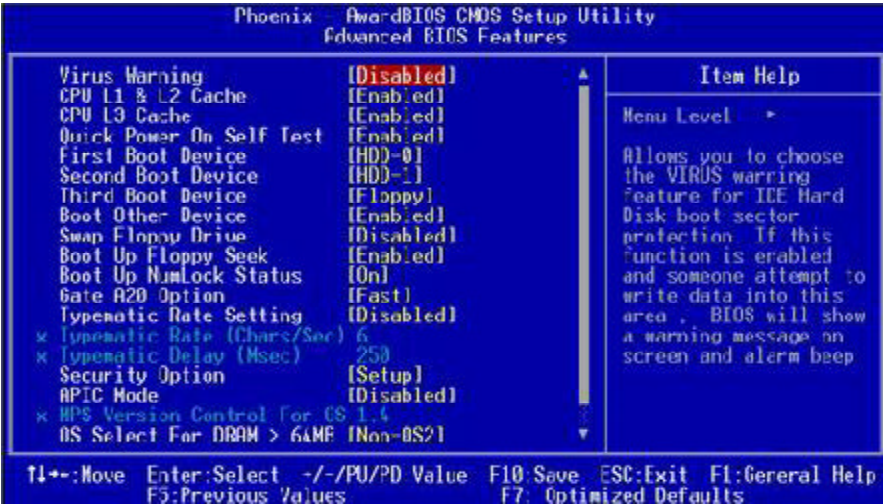 Phoenix - AwardBIOS CMOS Setup Utility
Advanced BIOS Features
Virus Warning [Disabled]
CPU L1 & L2 Cache [Enabled]
CPU L3 Cache [Enabled]
Quick Power On Self Test [Enabled]
First Boot Device [HDD-0]
Second Boot Device [HDD-1]
Third Boot Device [Floppy]
Boot Other Device [Enabled]
Swap Floppy Drive [Disabled]
Boot Up Floppy Seek [Enabled]
Boot Up NumLock Status [On]
Gate A20 Option [Fast]
Typematic Rate Setting [Disabled]
x Typematic Rate (Chars/Sec) 6
x Typematic Delay (Msec) 250
Security Option [Setup]
APIC Mode [Disabled]
x MPS Version Control For OS 1.4
OS Select For DRAM > 64MB [Non-OS2]
Item Help
Menu Level ▸
Allows you to choose
the VIRUS warning
feature for IDE Hard
Disk boot sector
protection. If this
function is enabled
and someone attempt to
write data into this
area , BIOS will show
a warning message on
screen and alarm beep
↑↓→←:Move Enter:Select +/-/PU/PD Value F10:Save ESC:Exit F1:General Help
F5:Previous Values F7: Optimized Defaults